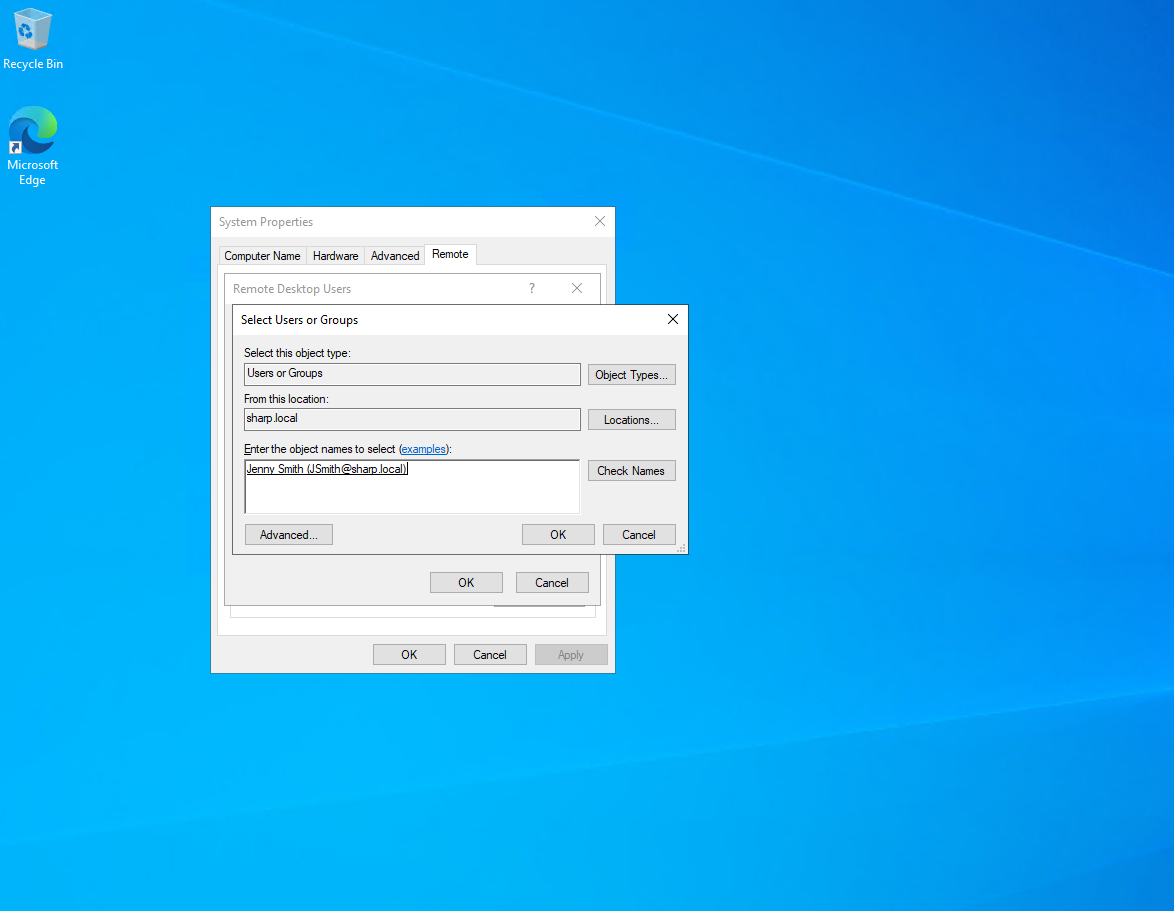 Recycle Bin
Microsoft
Edge
System Properties
Computer Name
Hardware
Advanced
Remote
Remote Desktop Users
?
Select Users or Groups
Select this object type:
Users or Groups
Object Types...
From this location:
sharp.local
Locations...
Enter the object names to select (examples):
Jenny Smith (JSmith@sharp.local)
Check Names
Advanced...
OK
Cancel
OK
Cancel
OK
Cancel
Apply